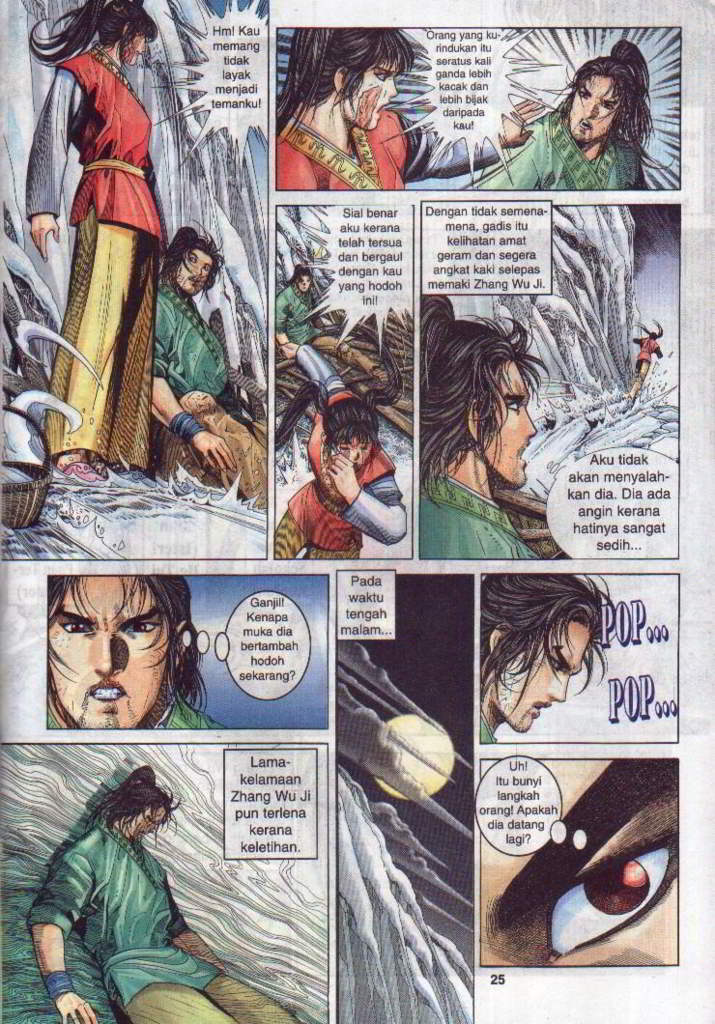 Hm! Kau
memang
tidak
layak
menjadi
temanku!
Orang yang ku-
rindukan itu
seratus kali
ganda lebih
kacak dan
lebih bijak
daripada
kau!
Sial benar
aku kerana
telah tersua
dan bergaul
dengan kau
yang hodoh
ini!
Dengan tidak semena-
mena, gadis itu
kelihatan amat
geram dan segera
angkat kaki selepas
memaki Zhang Wu Ji.
Aku tidak
akan menyalah-
kan dia. Dia ada
angin kerana
hatinya sangat
sedih...
Ganjil!
Kenapa
muka dia
bertambah
hodoh
sekarang?
Pada
waktu
tengah
malam...
POP...
POP...
Lama-
kelamaan
Zhang Wu Ji
pun terlena
kerana
keletihan.
Uh!
Itu bunyi
langkah
orang! Apakah
dia datang
lagi?
25